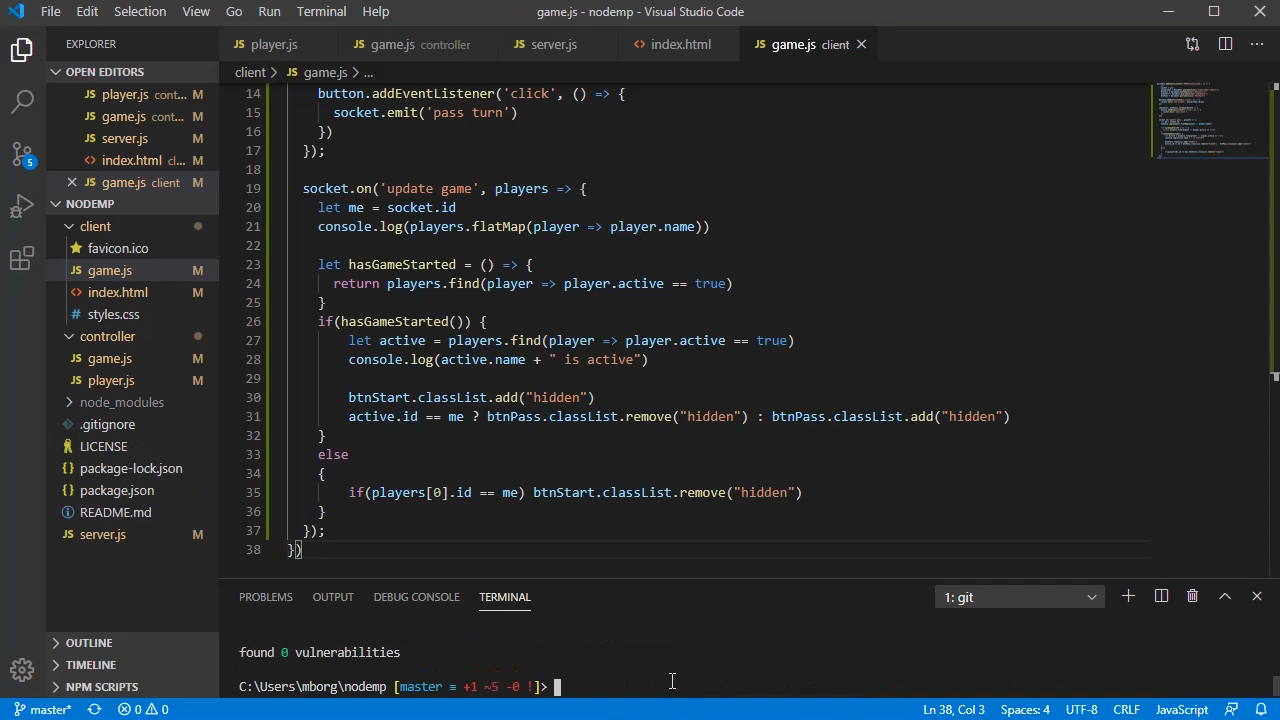 File Edit Selection View Go Run Terminal Help game.js - nodemp - Visual Studio Code
EXPLORER
OPEN EDITORS
player.js cont... M
game.js cont... M
server.js M
index.html cl... M
game.js client M
NODEMP
client
favicon.ico
game.js M
index.html M
styles.css
controller
game.js M
player.js M
node_modules
.gitignore
LICENSE
package-lock.json
package.json
README.md
server.js M
OUTLINE
TIMELINE
NPM SCRIPTS
5
player.js game.js controller server.js index.html game.js client
client > game.js > ...
14 button.addEventListener('click', () => {
15 socket.emit('pass turn')
16 })
17 });
18
19 socket.on('update game', players => {
20 let me = socket.id
21 console.log(players.flatMap(player => player.name))
22
23 let hasGameStarted = () => {
24 return players.find(player => player.active == true)
25 }
26 if(hasGameStarted()) {
27 let active = players.find(player => player.active == true)
28 console.log(active.name + " is active")
29
30 btnStart.classList.add("hidden")
31 active.id == me ? btnPass.classList.remove("hidden") : btnPass.classList.add("hidden")
32 }
33 else
34 {
35 if(players[0].id == me) btnStart.classList.remove("hidden")
36 }
37 });
38 })
PROBLEMS OUTPUT DEBUG CONSOLE TERMINAL 1: git
found 0 vulnerabilities
C:\Users\mborg\nodemp [master ≡ +1 ~5 -0 !]>
master* 0 0 Ln 38, Col 3 Spaces: 4 UTF-8 CRLF JavaScript